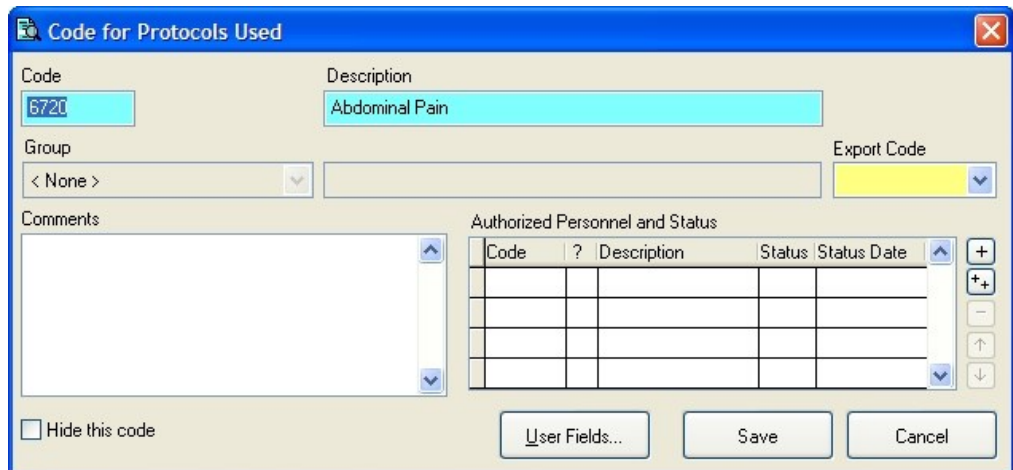 Code for Protocols Used
Code Description
6720 Abdominal Pain
Group Export Code
< None >
Comments Authorized Personnel and Status
Code ? Description Status Status Date
Hide this code
User Fields... Save Cancel